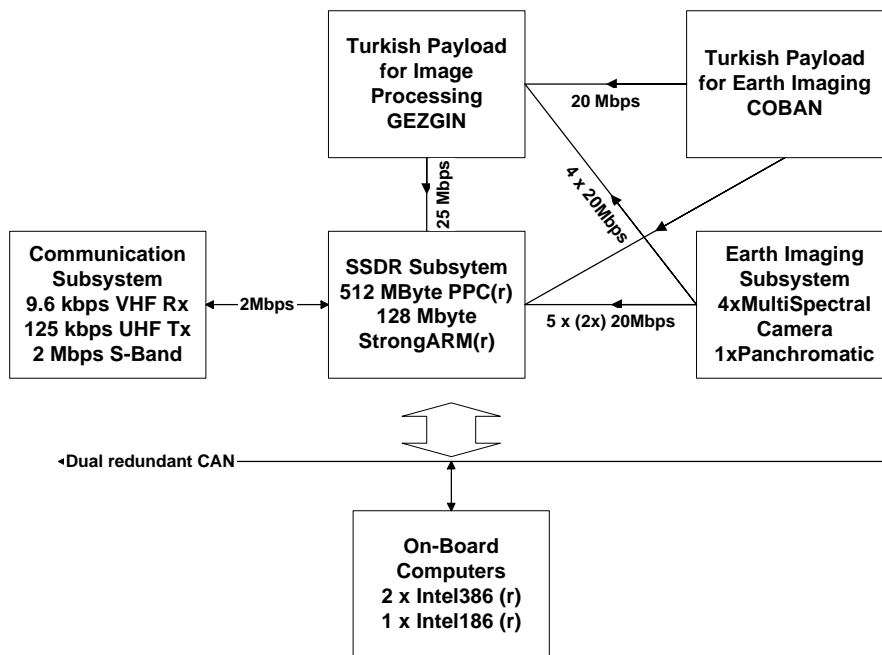 Turkish Payload
for Image
Processing
GEZGIN
Turkish Payload
for Earth Imaging
COBAN
20 Mbps
25 Mbps
4 x 20Mbps
Communication
Subsystem
9.6 kbps VHF Rx
125 kbps UHF Tx
2 Mbps S-Band
2Mbps
SSDR Subsytem
512 MByte PPC(r)
128 Mbyte
StrongARM(r)
5 x (2x) 20Mbps
Earth Imaging
Subsystem
4xMultiSpectral
Camera
1xPanchromatic
Dual redundant CAN
On-Board
Computers
2 x Intel386 (r)
1 x Intel186 (r)